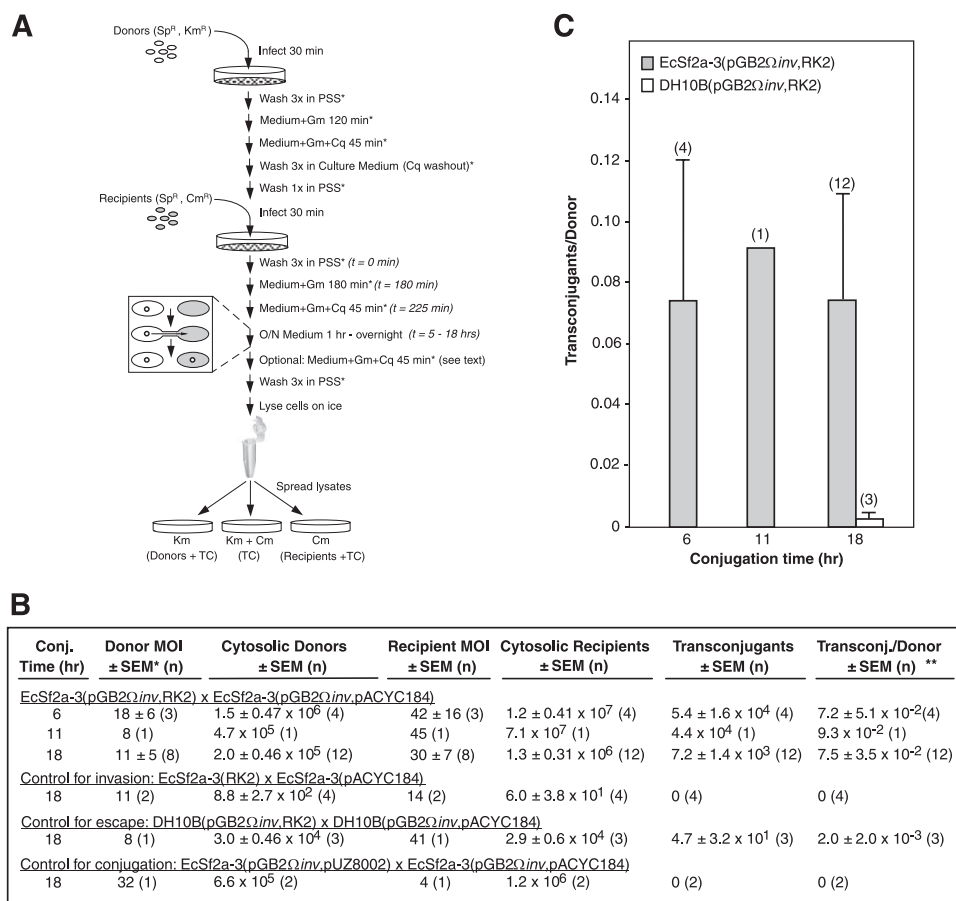 A
Donors (Sp^R, Km^R)
Infect 30 min
Wash 3x in PSS*
Medium+Gm 120 min*
Medium+Gm+Cq 45 min*
Wash 3x in Culture Medium (Cq washout)*
Wash 1x in PSS*
Recipients (Sp^R, Cm^R)
Infect 30 min
Wash 3x in PSS* (t = 0 min)
Medium+Gm 180 min* (t = 180 min)
Medium+Gm+Cq 45 min* (t = 225 min)
O/N Medium 1 hr - overnight (t = 5 - 18 hrs)
Optional: Medium+Gm+Cq 45 min* (see text)
Wash 3x in PSS*
Lyse cells on ice
Spread lysates
Km Km + Cm Cm
(Donors + TC) (TC) (Recipients +TC)
C
EcSf2a-3(pGB2Ωinv,RK2)
DH10B(pGB2Ωinv,RK2)
Transconjugants/Donor
0.14
0.12
0.10
0.08
0.06
0.04
0.02
0
(4)
(1)
(12)
(3)
6 11 18
Conjugation time (hr)
B
Conj. Donor MOI Cytosolic Donors Recipient MOI Cytosolic Recipients Transconjugants Transconj./Donor
Time (hr) ± SEM* (n) ± SEM (n) ± SEM (n) ± SEM (n) ± SEM (n) ± SEM (n) **
EcSf2a-3(pGB2Ωinv,RK2) x EcSf2a-3(pGB2Ωinv,pACYC184)
6 18 ± 6 (3) 1.5 ± 0.47 x 10^6 (4) 42 ± 16 (3) 1.2 ± 0.41 x 10^7 (4) 5.4 ± 1.6 x 10^4 (4) 7.2 ± 5.1 x 10^-2 (4)
11 8 (1) 4.7 x 10^5 (1) 45 (1) 7.1 x 10^7 (1) 4.4 x 10^4 (1) 9.3 x 10^-2 (1)
18 11 ± 5 (8) 2.0 ± 0.46 x 10^5 (12) 30 ± 7 (8) 1.3 ± 0.31 x 10^6 (12) 7.2 ± 1.4 x 10^3 (12) 7.5 ± 3.5 x 10^-2 (12)
Control for invasion: EcSf2a-3(RK2) x EcSf2a-3(pACYC184)
18 11 (2) 8.8 ± 2.7 x 10^2 (4) 14 (2) 6.0 ± 3.8 x 10^1 (4) 0 (4) 0 (4)
Control for escape: DH10B(pGB2Ωinv,RK2) x DH10B(pGB2Ωinv,pACYC184)
18 8 (1) 3.0 ± 0.46 x 10^4 (3) 41 (1) 2.9 ± 0.6 x 10^4 (3) 4.7 ± 3.2 x 10^1 (3) 2.0 ± 2.0 x 10^-3 (3)
Control for conjugation: EcSf2a-3(pGB2Ωinv,pUZ8002) x EcSf2a-3(pGB2Ωinv,pACYC184)
18 32 (1) 6.6 x 10^5 (2) 4 (1) 1.2 x 10^6 (2) 0 (2) 0 (2)